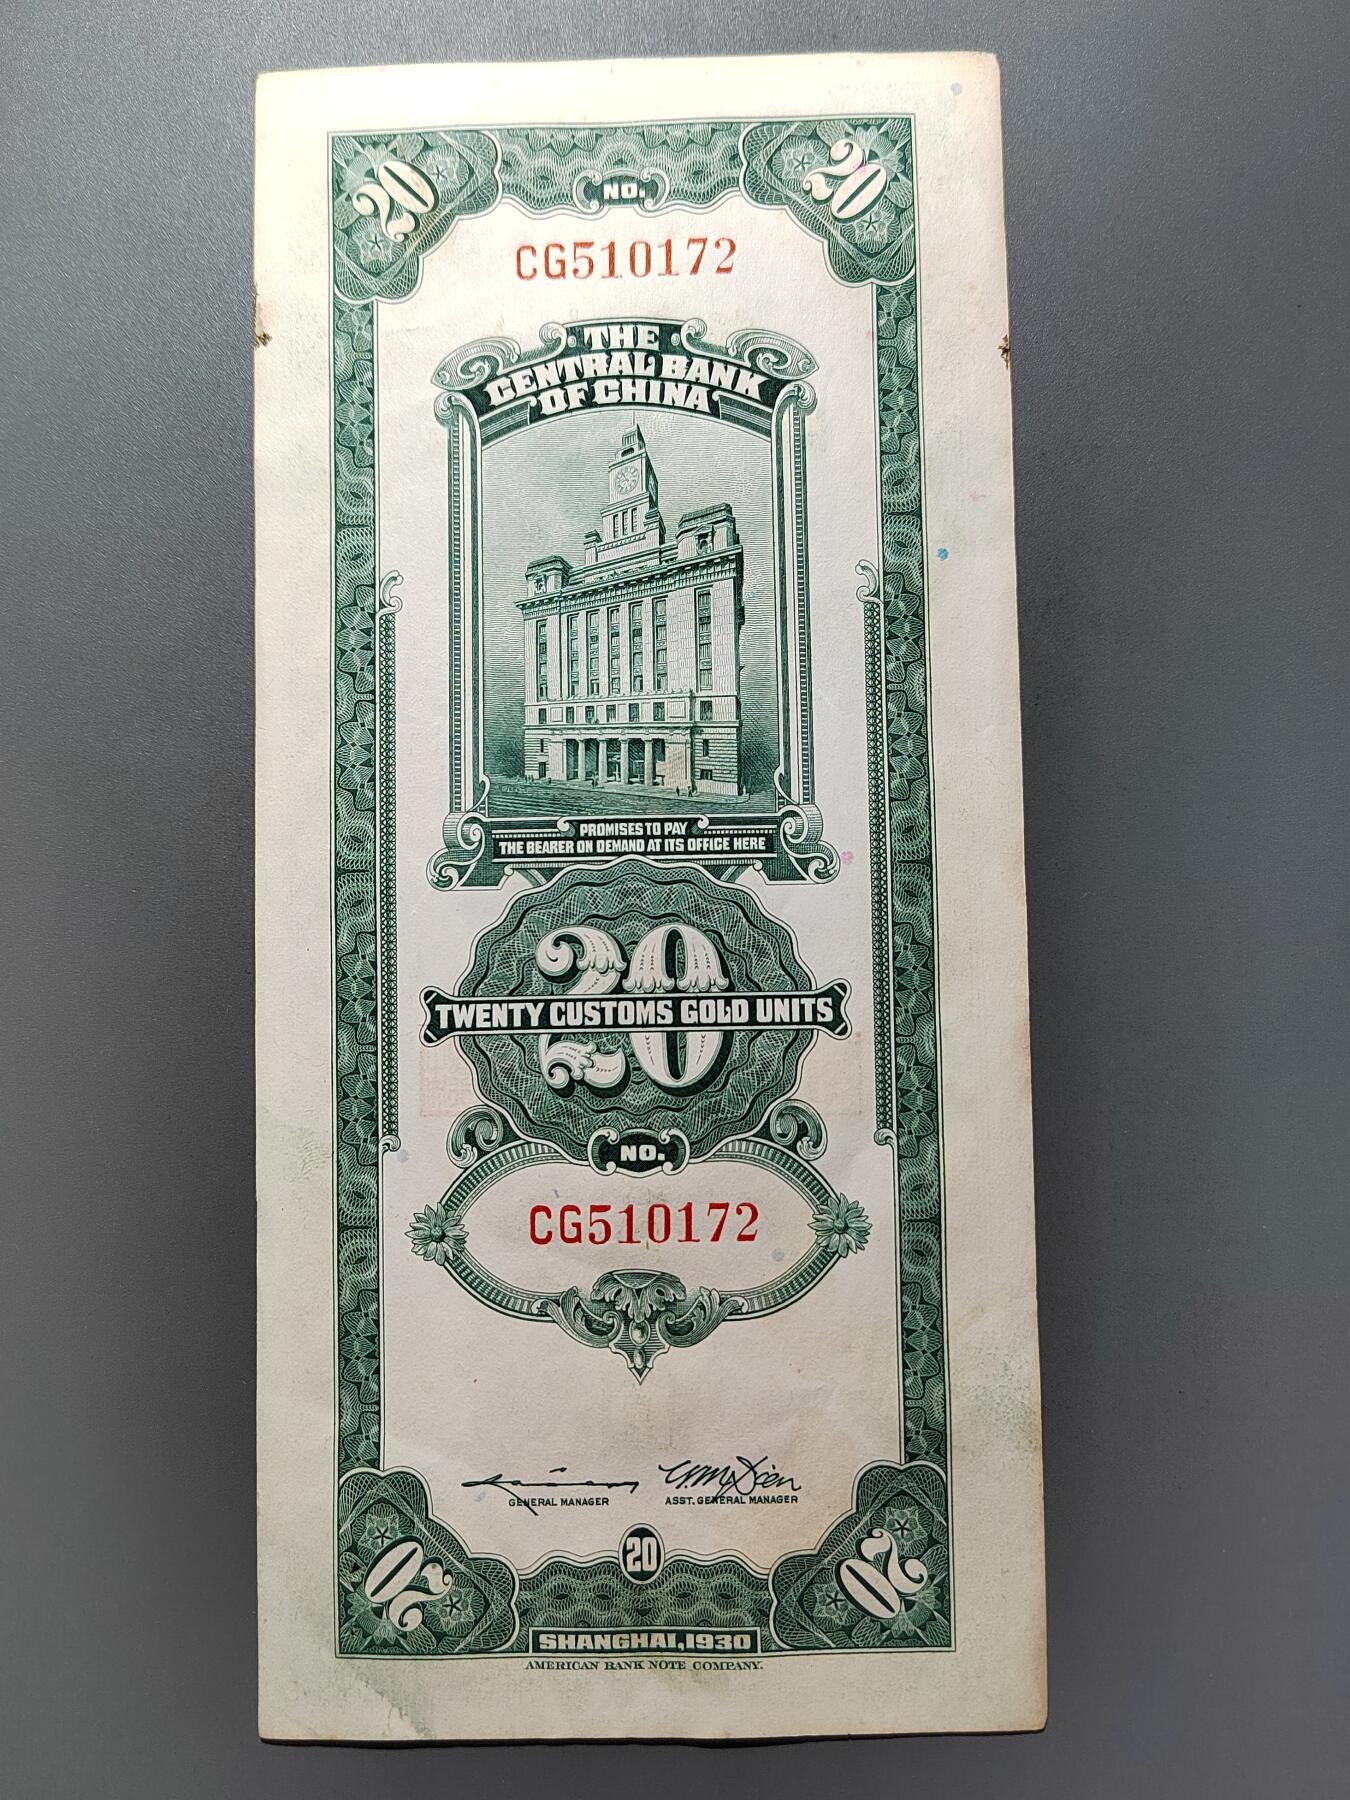 20 20
NO.
CG510172
THE
CENTRAL BANK
OF CHINA
PROMISES TO PAY
THE BEARER ON DEMAND AT ITS OFFICE HERE
20
TWENTY CUSTOMS GOLD UNITS
NO.
CG510172
GENERAL MANAGER ASST. GENERAL MANAGER
20
20 20
SHANGHAI, 1930
AMERICAN BANK NOTE COMPANY.